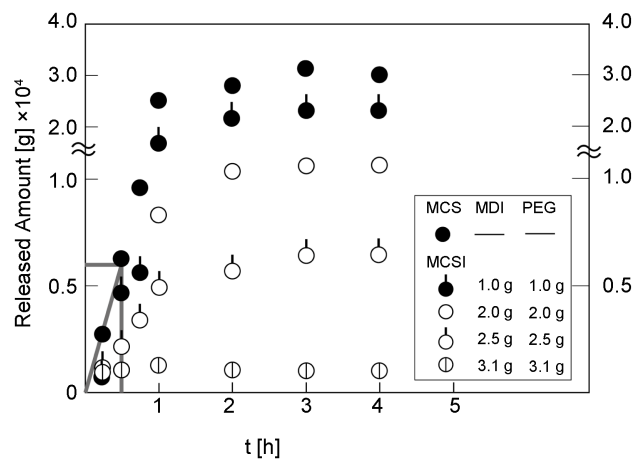 4.0 4.0
3.0 3.0
2.0 2.0
1.0 1.0
0.5 0.5
0
Released Amount [g] ×10⁴
MCS MDI PEG
MCSI
1.0 g 1.0 g
2.0 g 2.0 g
2.5 g 2.5 g
3.1 g 3.1 g
1 2 3 4 5
t [h]